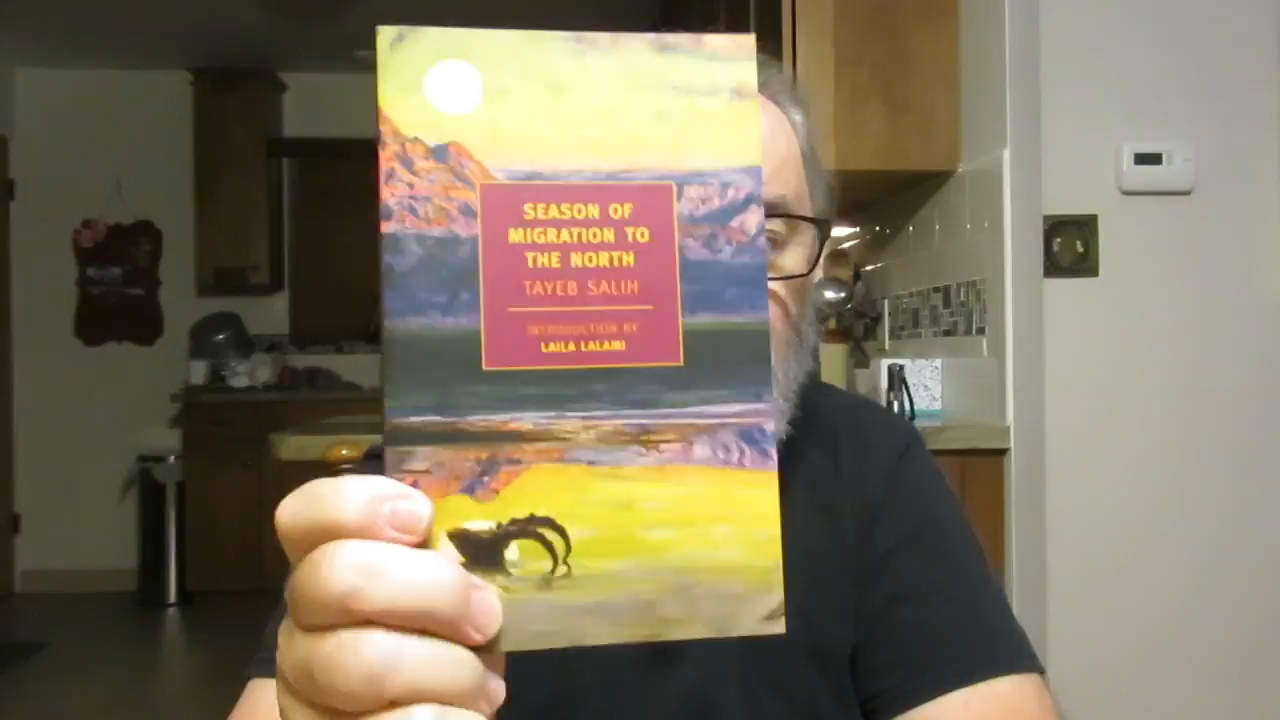 SEASON OF
MIGRATION TO
THE NORTH
TAYEB SALIH
INTRODUCTION BY
LAILA LALAMI